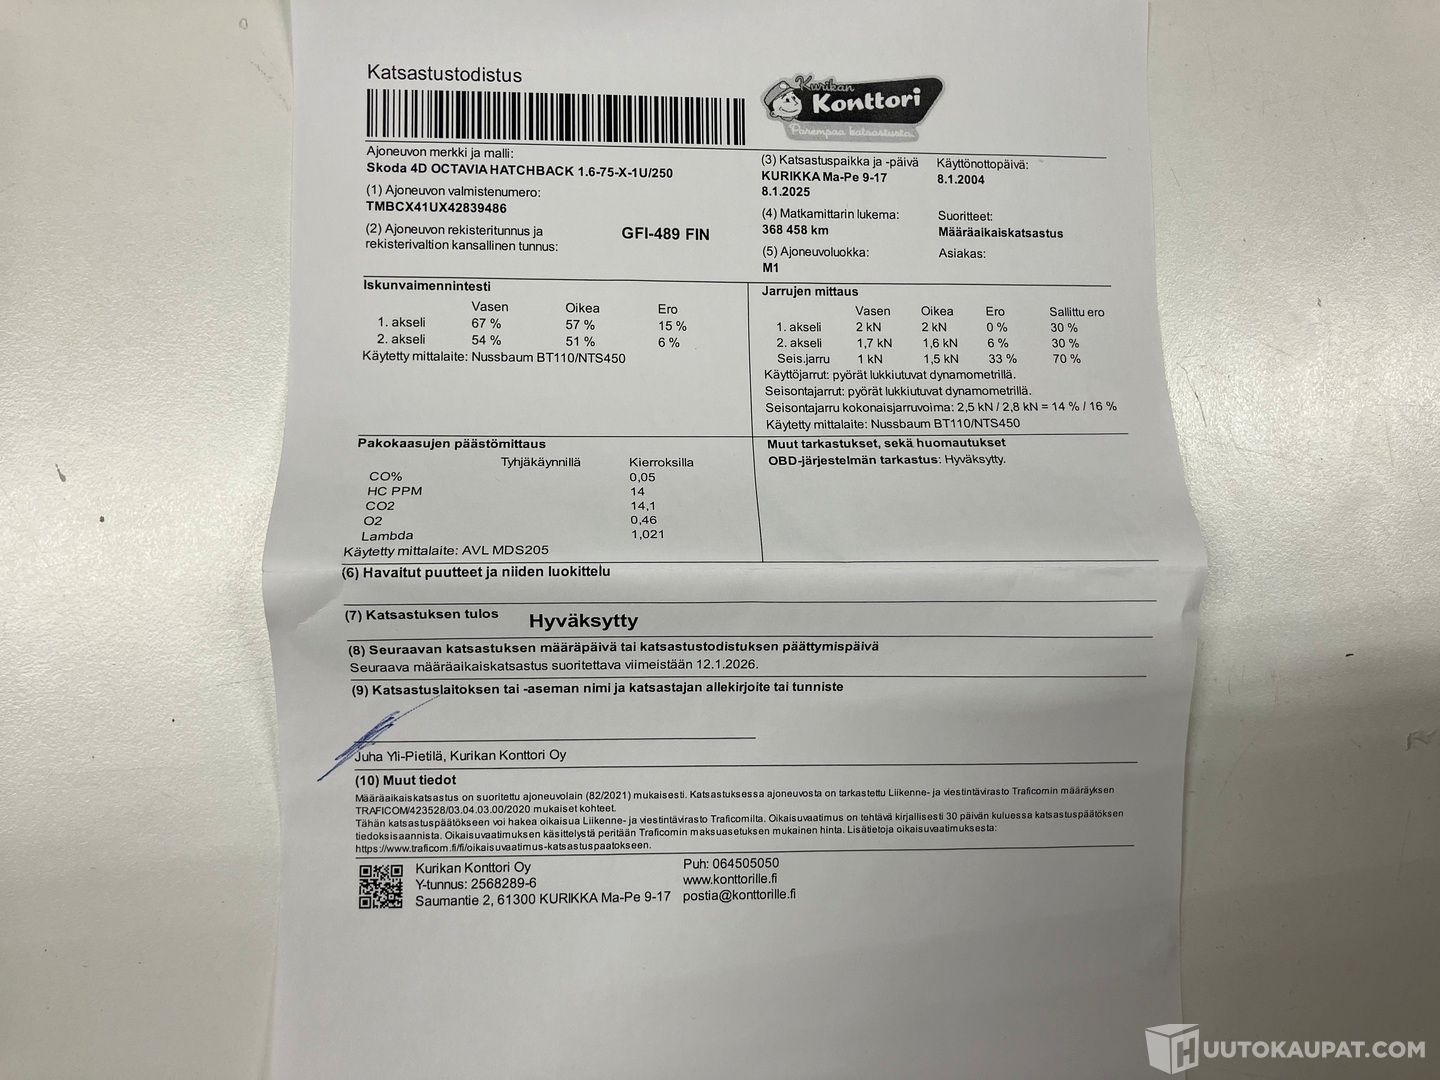 Katsastustodistus
Kurikan
Konttori
Parempaa katsastusta.
Ajoneuvon merkki ja malli:
Skoda 4D OCTAVIA HATCHBACK 1.6-75-X-1U/250
(1) Ajoneuvon valmistenumero:
TMBCX41UX42839486
(2) Ajoneuvon rekisteritunnus ja
rekisterivaltion kansallinen tunnus:
GFI-489 FIN
(3) Katsastuspaikka ja -päivä
KURIKKA Ma-Pe 9-17
8.1.2025
Käyttönottopäivä:
8.1.2004
(4) Matkamittarin lukema:
368 458 km
Suoritteet:
Määräaikaiskatsastus
(5) Ajoneuvoluokka:
M1
Asiakas:
Iskunvaimennintesti
Vasen Oikea Ero
1. akseli 67 % 57 % 15 %
2. akseli 54 % 51 % 6 %
Käytetty mittalaite: Nussbaum BT110/NTS450
Jarrujen mittaus
Vasen Oikea Ero Sallittu ero
1. akseli 2 kN 2 kN 0 % 30 %
2. akseli 1,7 kN 1,6 kN 6 % 30 %
Seis.jarru 1 kN 1,5 kN 33 % 70 %
Käyttöjarrut: pyörät lukkiutuvat dynamometrillä.
Seisontajarrut: pyörät lukkiutuvat dynamometrillä.
Seisontajarru kokonaisjarruvoima: 2,5 kN / 2,8 kN = 14 % / 16 %
Käytetty mittalaite: Nussbaum BT110/NTS450
Pakokaasujen päästömittaus
Tyhjäkäynnillä Kierroksilla
CO% 0,05
HC PPM 14
CO2 14,1
O2 0,46
Lambda 1,021
Käytetty mittalaite: AVL MDS205
Muut tarkastukset, sekä huomautukset
OBD-järjestelmän tarkastus: Hyväksytty.
(6) Havaitut puutteet ja niiden luokittelu
(7) Katsastuksen tulos Hyväksytty
(8) Seuraavan katsastuksen määräpäivä tai katsastustodistuksen päättymispäivä
Seuraava määräaikaiskatsastus suoritettava viimeistään 12.1.2026.
(9) Katsastuslaitoksen tai -aseman nimi ja katsastajan allekirjoite tai tunniste
Juha Yli-Pietilä, Kurikan Konttori Oy
(10) Muut tiedot
Määräaikaiskatsastus on suoritettu ajoneuvolain (82/2021) mukaisesti. Katsastuksessa ajoneuvosta on tarkastettu Liikenne- ja viestintävirasto Traficomin määräyksen
TRAFICOM/423528/03.04.03.00/2020 mukaiset kohteet.
Tähän katsastuspäätökseen voi hakea oikaisua Liikenne- ja viestintävirasto Traficomilta. Oikaisuvaatimus on tehtävä kirjallisesti 30 päivän kuluessa katsastuspäätöksen
tiedoksisaannista. Oikaisuvaatimuksen käsittelystä peritään Traficomin maksuasetuksen mukainen hinta. Lisätietoja oikaisuvaatimuksesta:
https://www.traficom.fi/fi/oikaisuvaatimus-katsastuspaatokseen.
Kurikan Konttori Oy
Y-tunnus: 2568289-6
Saumantie 2, 61300 KURIKKA Ma-Pe 9-17
Puh: 064505050
www.konttorille.fi
postia@konttorille.fi
HUUTOKAUPAT.COM